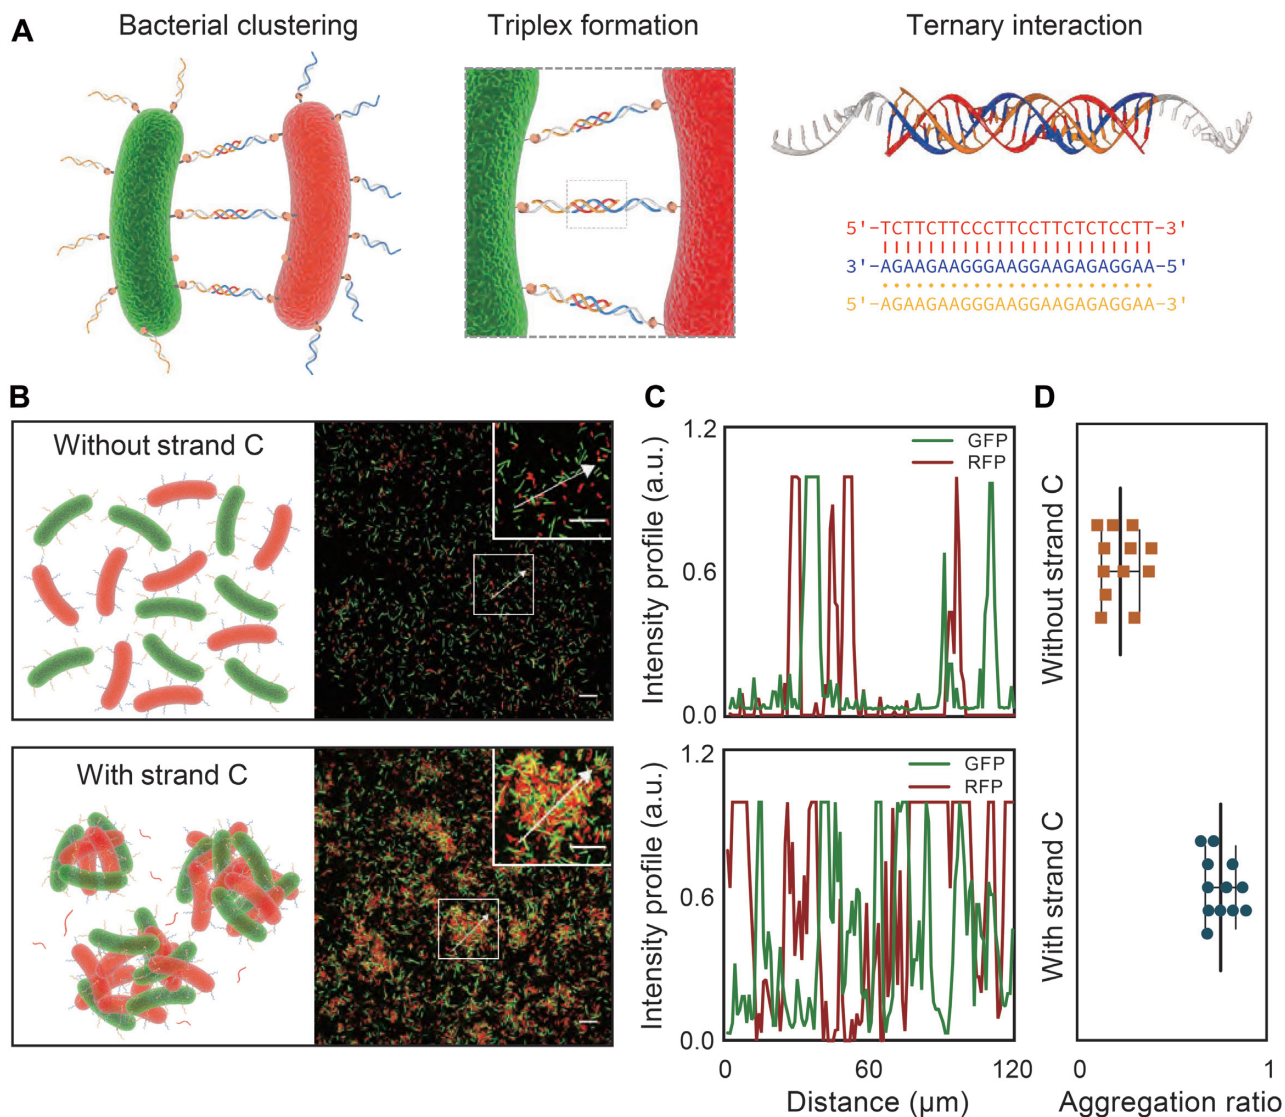 A
Bacterial clustering
Triplex formation
Ternary interaction
5'-TCTTCTTCCCTTCCTTCTCTCCTT-3'
3'-AGAAGAAGGGAAGGAAGAGAGGAA-5'
5'-AGAAGAAGGGAAGGAAGAGAGGAA-3'
B
Without strand C
With strand C
C
Intensity profile (a.u.)
1.2
0.6
0.0
GFP
RFP
Intensity profile (a.u.)
1.2
0.6
0.0
GFP
RFP
0
60
120
Distance (µm)
D
Without strand C
With strand C
0
1
Aggregation ratio